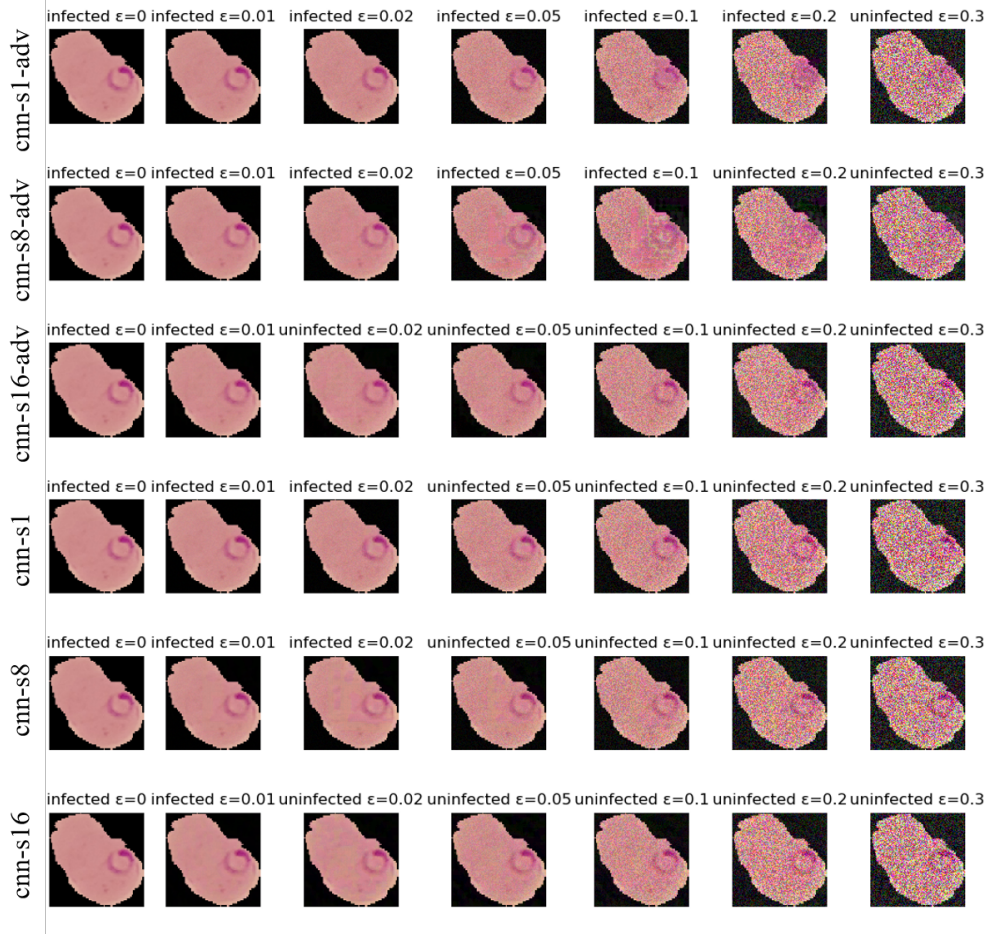 infected ε=0 infected ε=0.01 infected ε=0.02 infected ε=0.05 infected ε=0.1 infected ε=0.2 uninfected ε=0.3
cnn-s1-adv
infected ε=0 infected ε=0.01 infected ε=0.02 infected ε=0.05 infected ε=0.1 uninfected ε=0.2 uninfected ε=0.3
cnn-s8-adv
infected ε=0 infected ε=0.01 uninfected ε=0.02 uninfected ε=0.05 uninfected ε=0.1 uninfected ε=0.2 uninfected ε=0.3
cnn-s16-adv
infected ε=0 infected ε=0.01 infected ε=0.02 uninfected ε=0.05 uninfected ε=0.1 uninfected ε=0.2 uninfected ε=0.3
cnn-s1
infected ε=0 infected ε=0.01 infected ε=0.02 uninfected ε=0.05 uninfected ε=0.1 uninfected ε=0.2 uninfected ε=0.3
cnn-s8
infected ε=0 infected ε=0.01 uninfected ε=0.02 uninfected ε=0.05 uninfected ε=0.1 uninfected ε=0.2 uninfected ε=0.3
cnn-s16